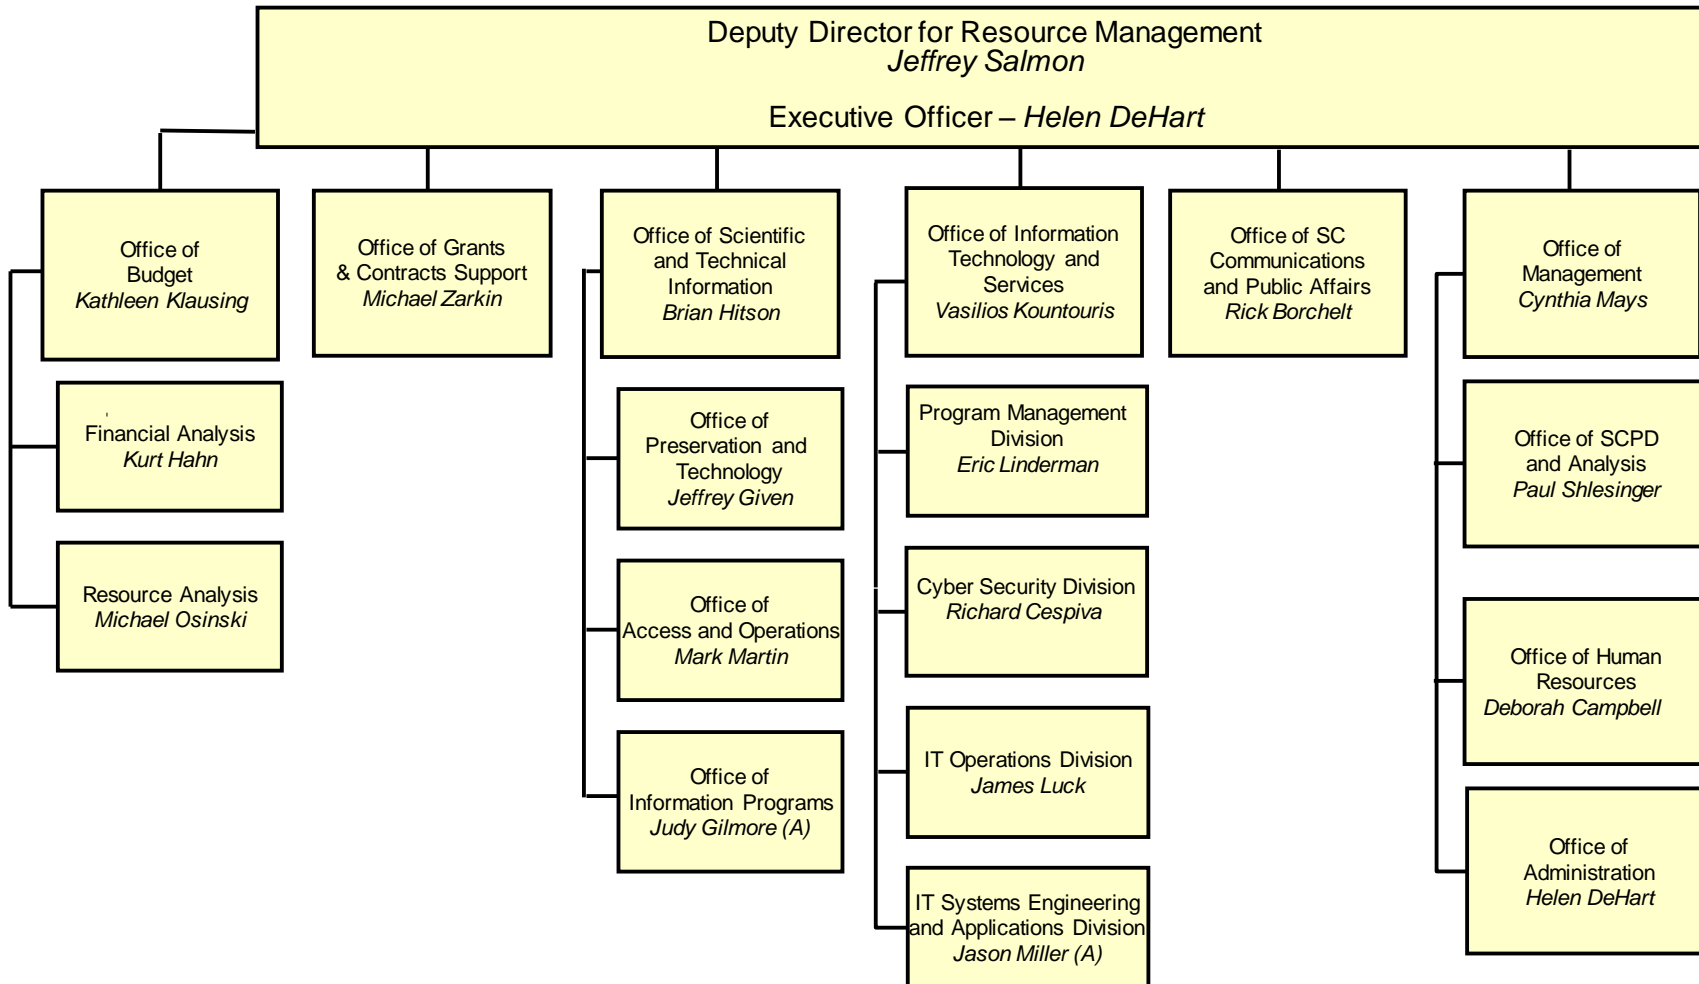 Deputy Director for Resource Management
Jeffrey Salmon
Executive Officer – Helen DeHart
Office of
Budget
Kathleen Klausing
Financial Analysis
Kurt Hahn
Resource Analysis
Michael Osinski
Office of Grants
& Contracts Support
Michael Zarkin
Office of Scientific
and Technical
Information
Brian Hitson
Office of
Preservation and
Technology
Jeffrey Given
Office of
Access and Operations
Mark Martin
Office of
Information Programs
Judy Gilmore (A)
Office of Information
Technology and
Services
Vasilios Kountouris
Program Management
Division
Eric Linderman
Cyber Security Division
Richard Cespiva
IT Operations Division
James Luck
IT Systems Engineering
and Applications Division
Jason Miller (A)
Office of SC
Communications
and Public Affairs
Rick Borchelt
Office of
Management
Cynthia Mays
Office of SCPD
and Analysis
Paul Shlesinger
Office of Human
Resources
Deborah Campbell
Office of
Administration
Helen DeHart